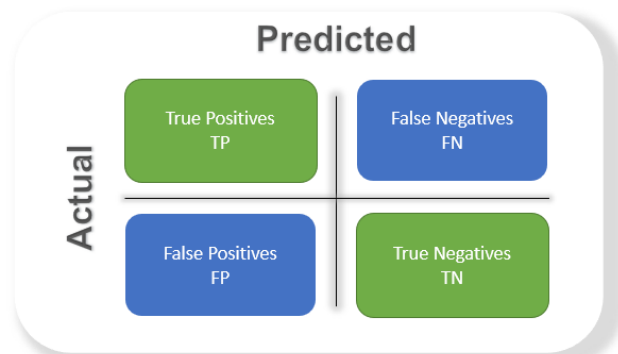 Predicted
Actual
True Positives
TP
False Negatives
FN
False Positives
FP
True Negatives
TN